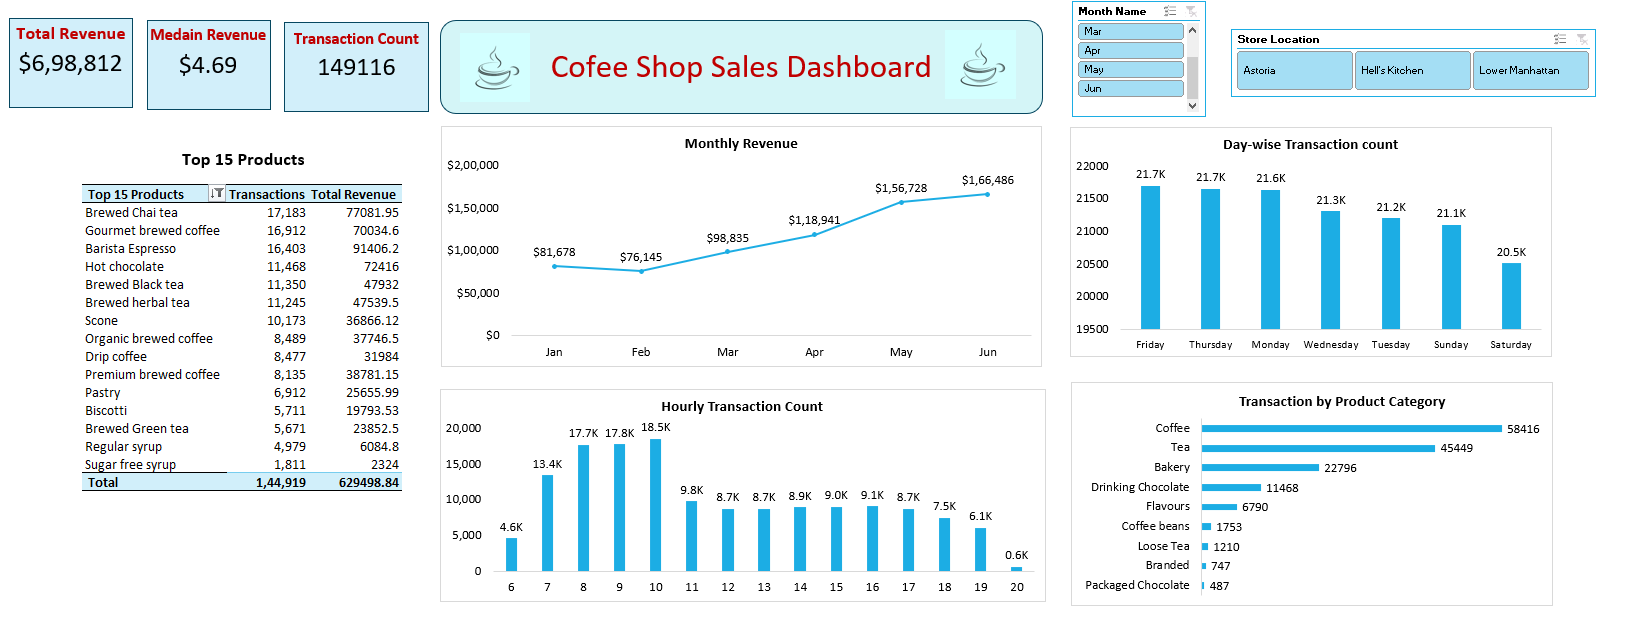 Total Revenue
$6,98,812
Medain Revenue
$4.69
Transaction Count
149116
Cofee Shop Sales Dashboard
Month Name
Mar
Apr
May
Jun
Store Location
Astoria
Hell's Kitchen
Lower Manhattan
Top 15 Products
Top 15 Products Transactions Total Revenue
Brewed Chai tea 17,183 77081.95
Gourmet brewed coffee 16,912 70034.6
Barista Espresso 16,403 91406.2
Hot chocolate 11,468 72416
Brewed Black tea 11,350 47932
Brewed herbal tea 11,245 47539.5
Scone 10,173 36866.12
Organic brewed coffee 8,489 37746.5
Drip coffee 8,477 31984
Premium brewed coffee 8,135 38781.15
Pastry 6,912 25655.99
Biscotti 5,711 19793.53
Brewed Green tea 5,671 23852.5
Regular syrup 4,979 6084.8
Sugar free syrup 1,811 2324
Total 1,44,919 629498.84
Monthly Revenue
$2,00,000
$1,50,000
$1,00,000
$50,000
$0
$81,678
$76,145
$98,835
$1,18,941
$1,56,728
$1,66,486
Jan Feb Mar Apr May Jun
Day-wise Transaction count
22000
21500
21000
20500
20000
19500
21.7K 21.7K 21.6K 21.3K 21.2K 21.1K 20.5K
Friday Thursday Monday Wednesday Tuesday Sunday Saturday
Hourly Transaction Count
20,000
15,000
10,000
5,000
0
4.6K 13.4K 17.7K 17.8K 18.5K 9.8K 8.7K 8.7K 8.9K 9.0K 9.1K 8.7K 7.5K 6.1K 0.6K
6 7 8 9 10 11 12 13 14 15 16 17 18 19 20
Transaction by Product Category
Coffee 58416
Tea 45449
Bakery 22796
Drinking Chocolate 11468
Flavours 6790
Coffee beans 1753
Loose Tea 1210
Branded 747
Packaged Chocolate 487